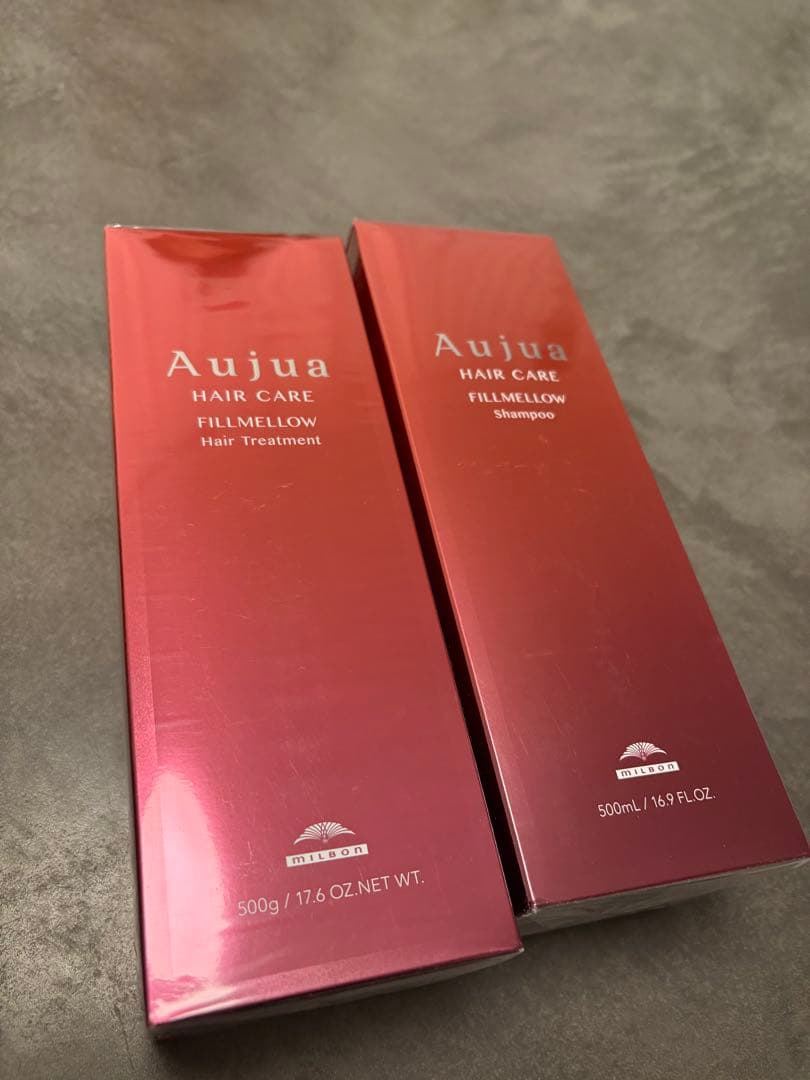 Aujua
HAIR CARE
FILLMELLOW
Hair Treatment
MILBON
500g / 17.6 OZ.NET WT.
Aujua
HAIR CARE
FILLMELLOW
Shampoo
MILBON
500mL / 16.9 FL.OZ.